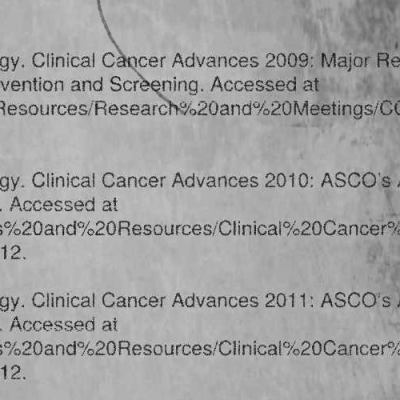 gy. Clinical Cancer Advances 2009: Major Re
vention and Screening. Accessed at
Resources/Research%20and%20Meetings/CC
gy. Clinical Cancer Advances 2010: ASCO's A
. Accessed at
s%20and%20Resources/Clinical%20Cancer%
12.
gy. Clinical Cancer Advances 2011: ASCO's A
. Accessed at
s%20and%20Resources/Clinical%20Cancer%
12.